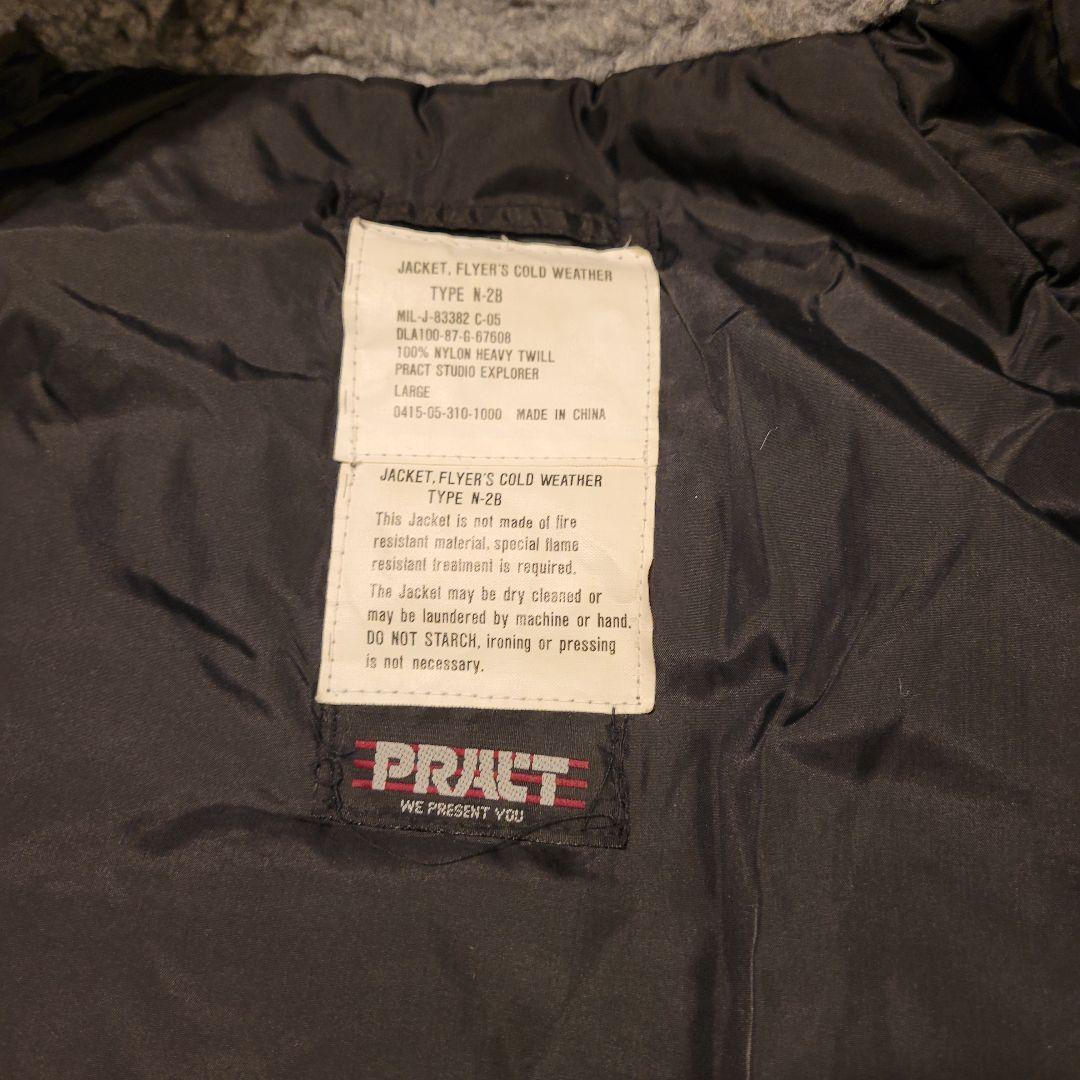 JACKET, FLYER'S COLD WEATHER
TYPE N-2B
MIL-J-83382 C-05
DLA100-87-G-67608
100% NYLON HEAVY TWILL
PRACT STUDIO EXPLORER
LARGE
0415-05-310-1000 MADE IN CHINA
JACKET, FLYER'S COLD WEATHER
TYPE N-2B
This Jacket is not made of fire
resistant material, special flame
resistant treatment is required.
The Jacket may be dry cleaned or
may be laundered by machine or hand.
DO NOT STARCH, ironing or pressing
is not necessary.
PRACT
WE PRESENT YOU